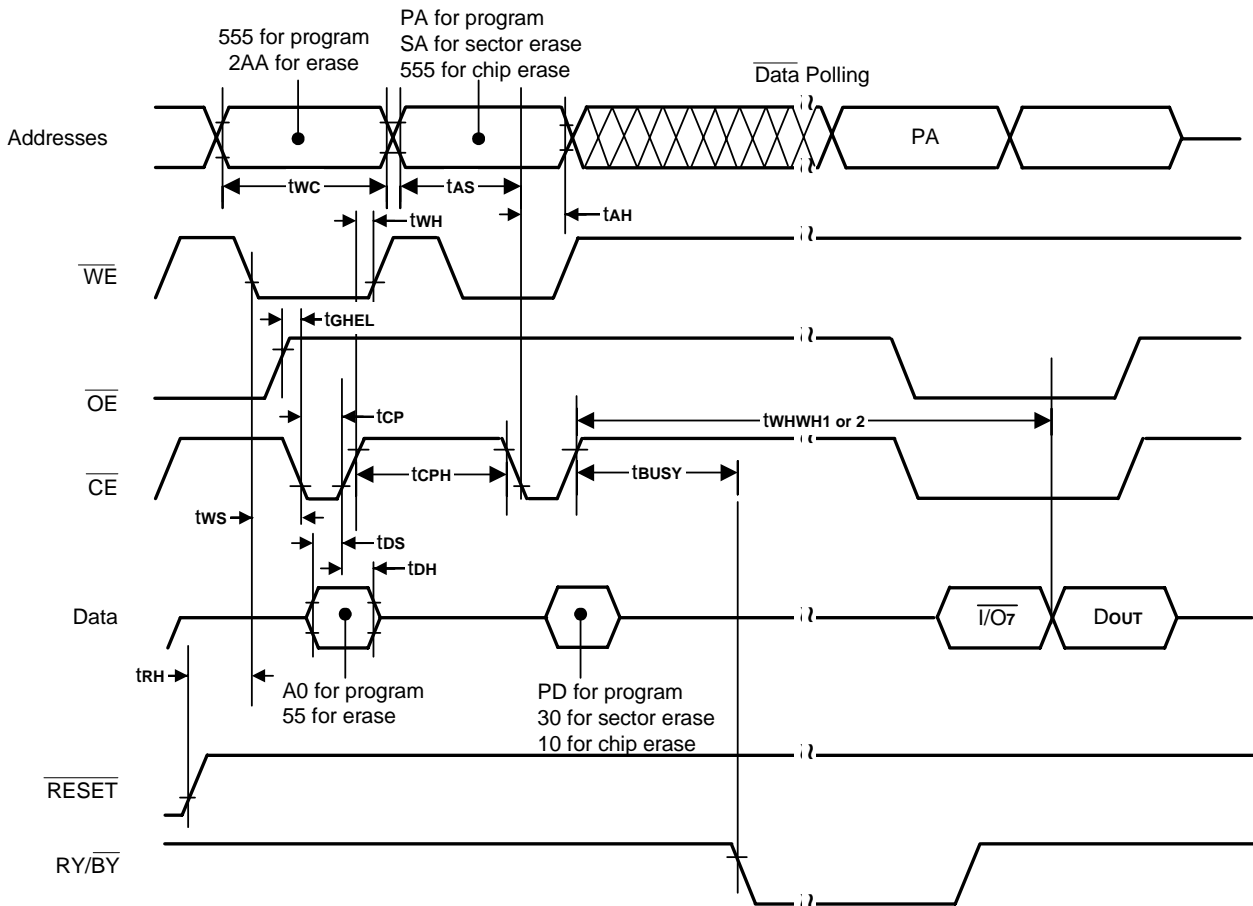 555 for program
2AA for erase
PA for program
SA for sector erase
555 for chip erase
Data Polling
Addresses
PA
tWC
tAS
tWH
tAH
WE
tGHEL
OE
tCP
tWHWH1 or 2
CE
tCPH
tBUSY
tWS
tDS
tDH
Data
I/O7
DOUT
tRH
A0 for program
55 for erase
PD for program
30 for sector erase
10 for chip erase
RESET
RY/BY